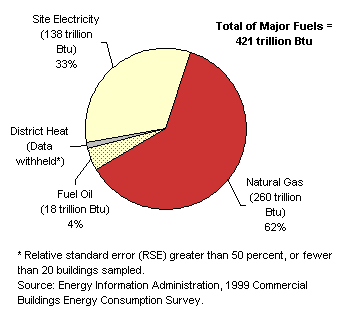 Site Electricity
(138 trillion
Btu)
33%
Total of Major Fuels =
421 trillion Btu
District Heat
(Data
withheld*)
Fuel Oil
(18 trillion Btu)
4%
Natural Gas
(260 trillion
Btu)
62%
* Relative standard error (RSE) greater than 50 percent, or fewer
than 20 buildings sampled.
Source: Energy Information Administration, 1999 Commercial
Buildings Energy Consumption Survey.